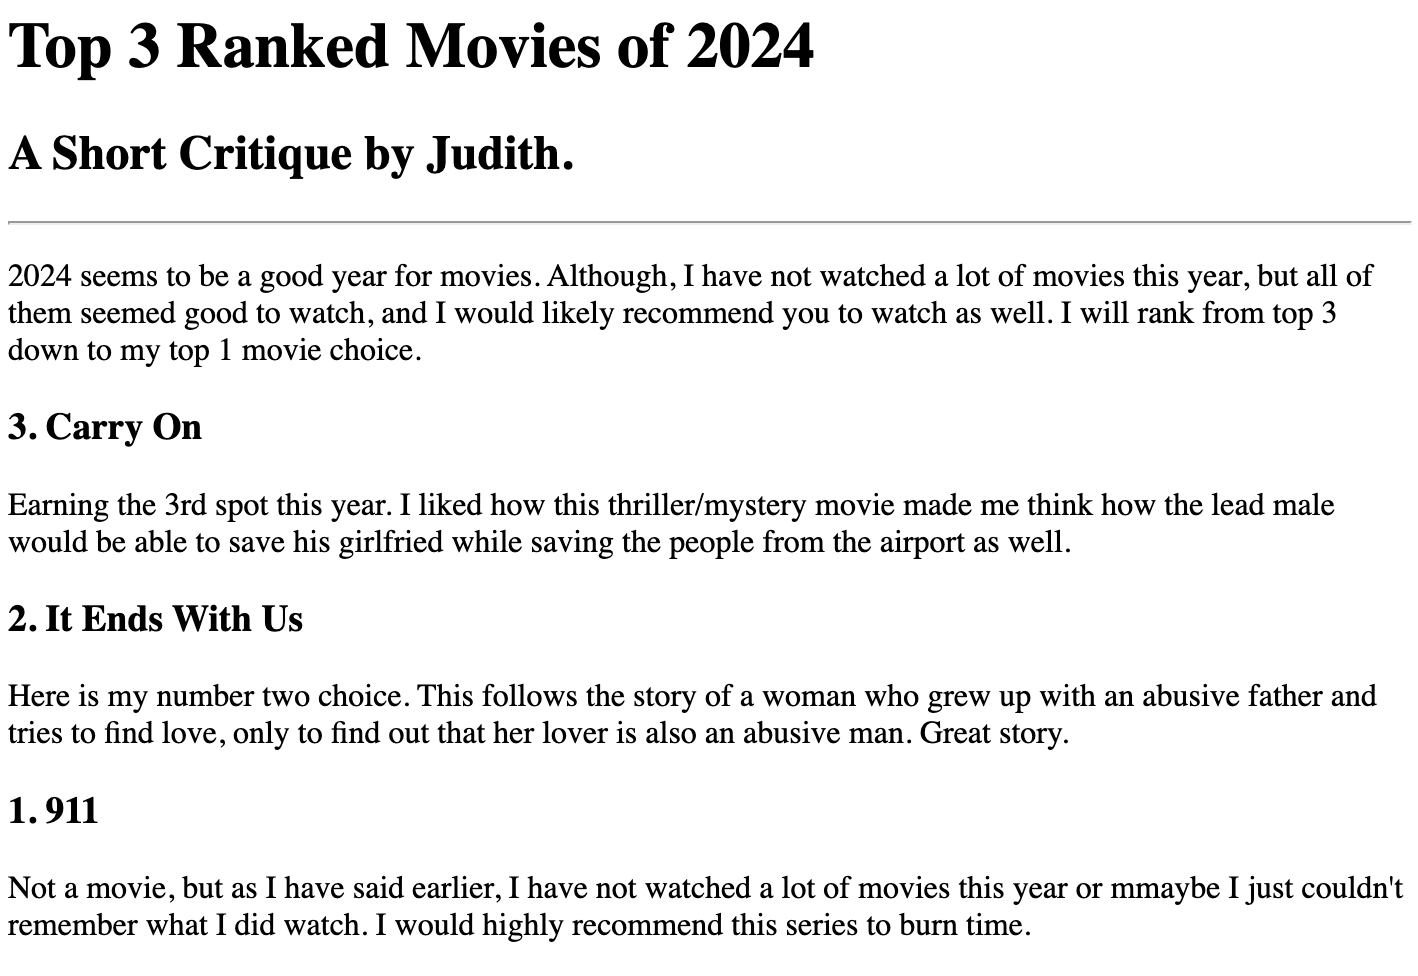 Top 3 Ranked Movies of 2024
A Short Critique by Judith.
2024 seems to be a good year for movies. Although, I have not watched a lot of movies this year, but all of
them seemed good to watch, and I would likely recommend you to watch as well. I will rank from top 3
down to my top 1 movie choice.
3. Carry On
Earning the 3rd spot this year. I liked how this thriller/mystery movie made me think how the lead male
would be able to save his girlfried while saving the people from the airport as well.
2. It Ends With Us
Here is my number two choice. This follows the story of a woman who grew up with an abusive father and
tries to find love, only to find out that her lover is also an abusive man. Great story.
1. 911
Not a movie, but as I have said earlier, I have not watched a lot of movies this year or mmaybe I just couldn't
remember what I did watch. I would highly recommend this series to burn time.